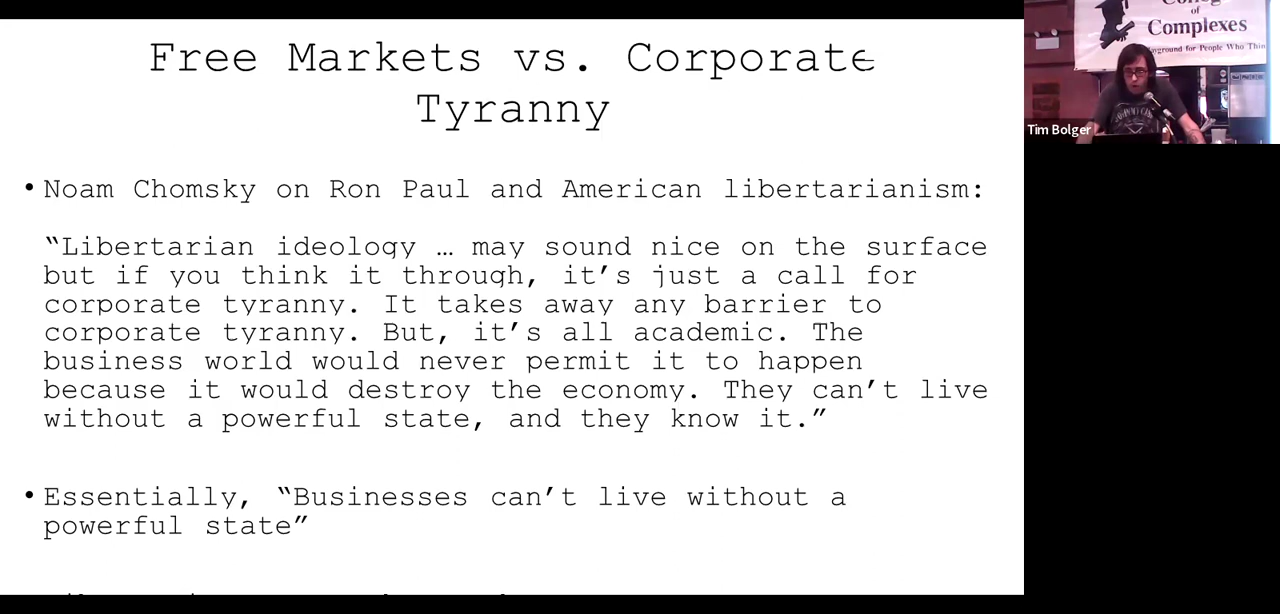 Free Markets vs. Corporate
Tyranny
• Noam Chomsky on Ron Paul and American libertarianism:
“Libertarian ideology … may sound nice on the surface
but if you think it through, it’s just a call for
corporate tyranny. It takes away any barrier to
corporate tyranny. But, it’s all academic. The
business world would never permit it to happen
because it would destroy the economy. They can’t live
without a powerful state, and they know it.”
• Essentially, “Businesses can’t live without a
powerful state”
of
Complexes
for People Who
Tim Bolger